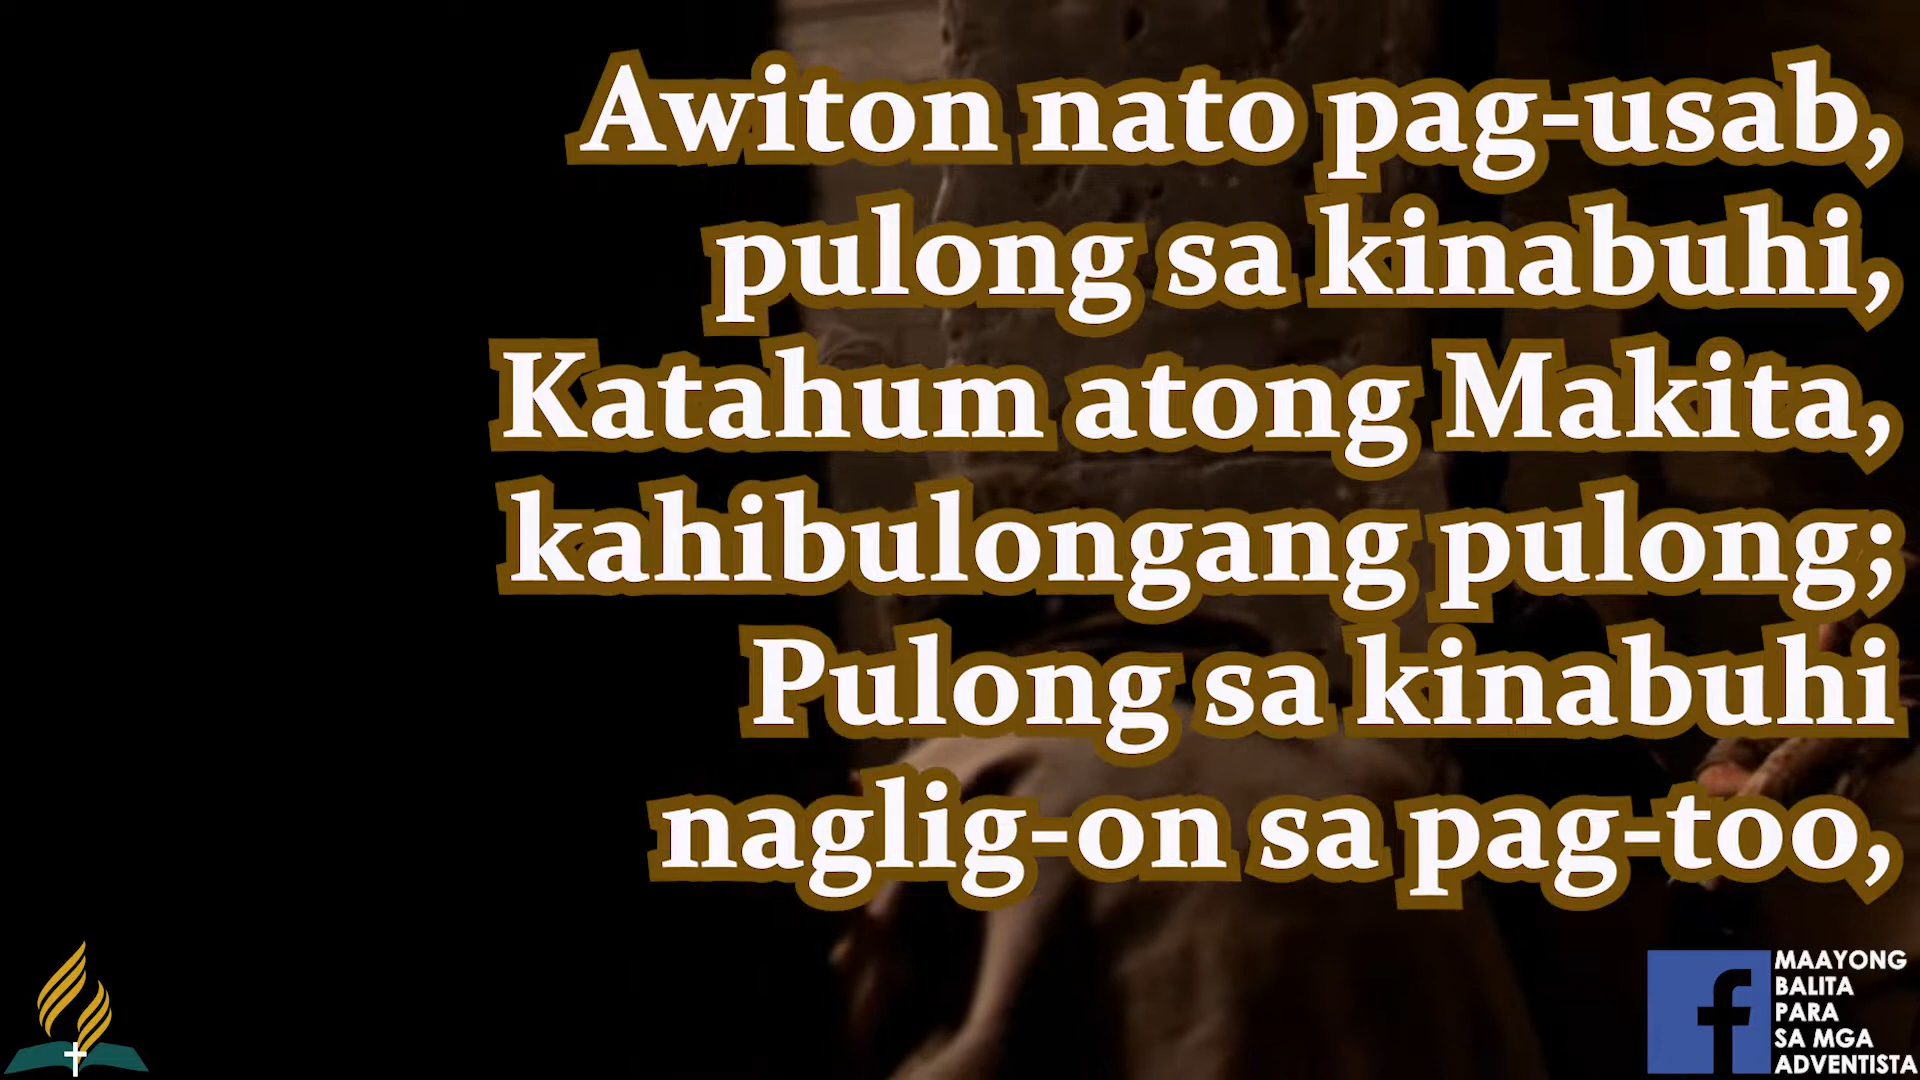 Awiton nato pag-usab,
pulong sa kinabuhi,
Katahum atong Makita,
kahibulongang pulong;
Pulong sa kinabuhi
naglig-on sa pag-too,
f
MAAYONG
BALITA
PARA
SA MGA
ADVENTISTA